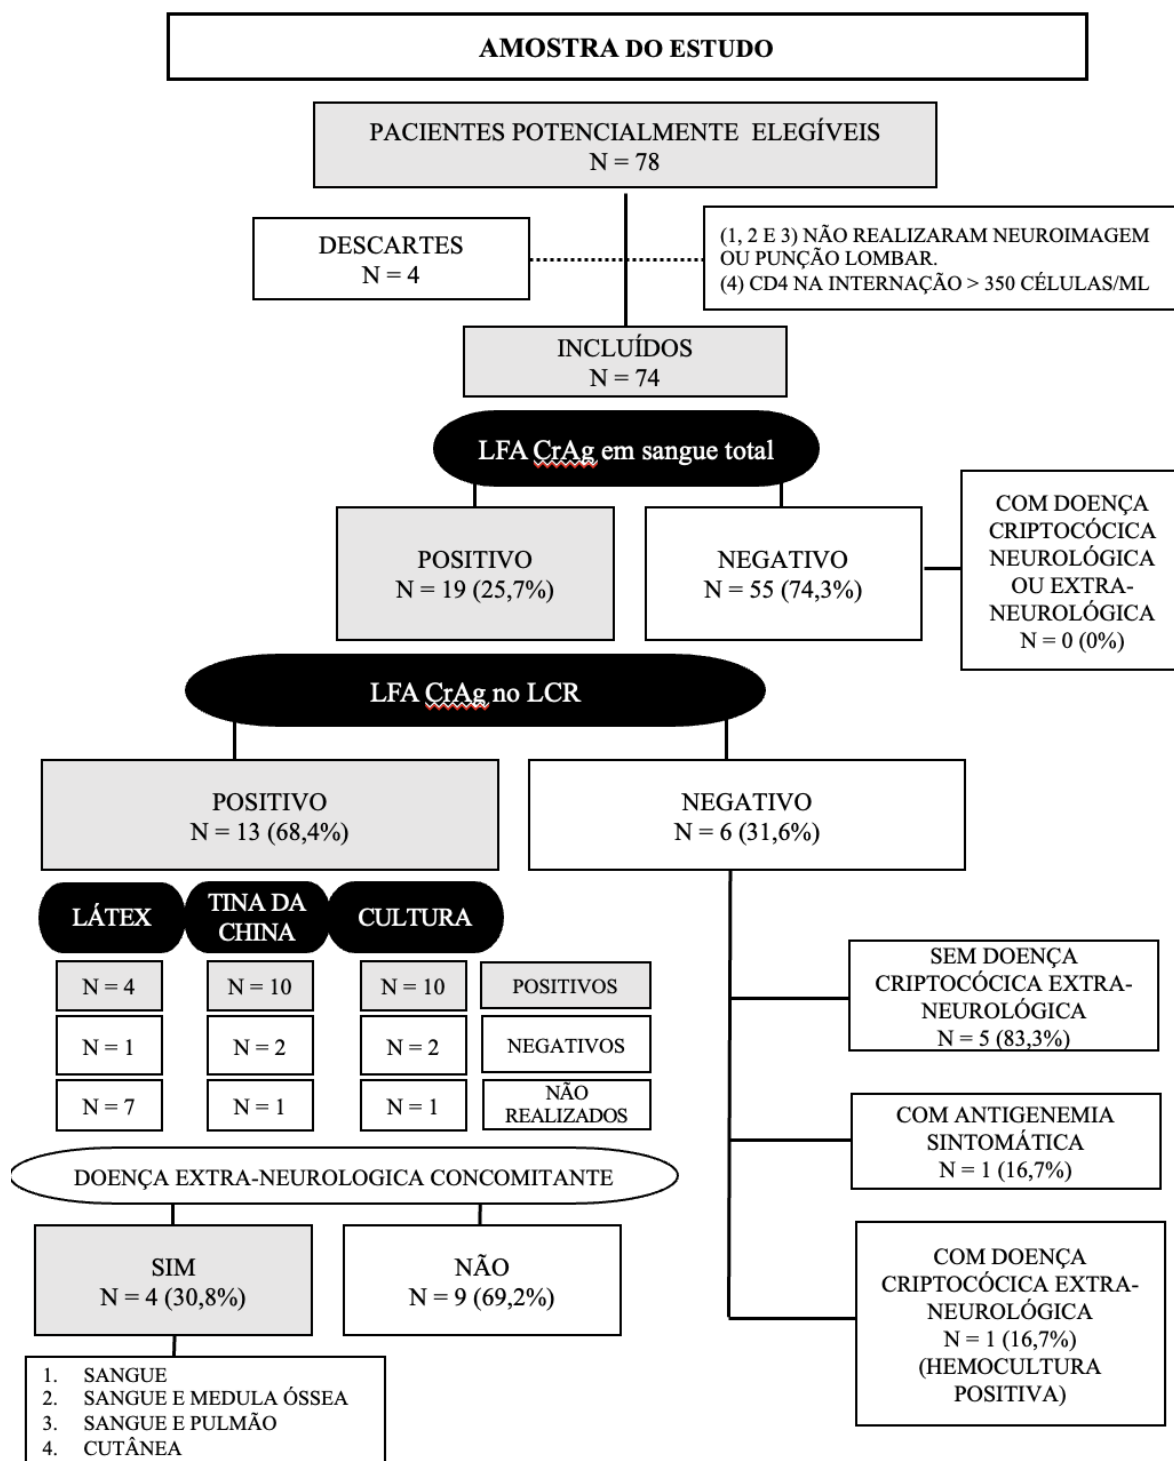 AMOSTRA DO ESTUDO
PACIENTES POTENCIALMENTE ELEGÍVEIS
N = 78
DESCARTES
N = 4
(1, 2 E 3) NÃO REALIZARAM NEUROIMAGEM
OU PUNÇÃO LOMBAR.
(4) CD4 NA INTERNAÇÃO > 350 CÉLULAS/ML
INCLUÍDOS
N = 74
LFA CrAg em sangue total
POSITIVO
N = 19 (25,7%)
NEGATIVO
N = 55 (74,3%)
COM DOENÇA
CRIPTOCÓCICA
NEUROLÓGICA
OU EXTRA-
NEUROLÓGICA
N = 0 (0%)
LFA CrAg no LCR
POSITIVO
N = 13 (68,4%)
NEGATIVO
N = 6 (31,6%)
LÁTEX
TINA DA
CHINA
CULTURA
N = 4
N = 10
N = 10
POSITIVOS
N = 1
N = 2
N = 2
NEGATIVOS
N = 7
N = 1
N = 1
NÃO
REALIZADOS
DOENÇA EXTRA-NEUROLOGICA CONCOMITANTE
SIM
N = 4 (30,8%)
NÃO
N = 9 (69,2%)
1. SANGUE
2. SANGUE E MEDULA ÓSSEA
3. SANGUE E PULMÃO
4. CUTÂNEA
SEM DOENÇA
CRIPTOCÓCICA EXTRA-
NEUROLÓGICA
N = 5 (83,3%)
COM ANTIGENEMIA
SINTOMÁTICA
N = 1 (16,7%)
COM DOENÇA
CRIPTOCÓCICA EXTRA-
NEUROLÓGICA
N = 1 (16,7%)
(HEMOCULTURA
POSITIVA)